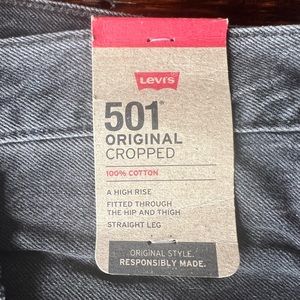 Levi's
501®
ORIGINAL
CROPPED
100% COTTON
A HIGH RISE
FITTED THROUGH
THE HIP AND THIGH
STRAIGHT LEG
ORIGINAL STYLE.
RESPONSIBLY MADE.